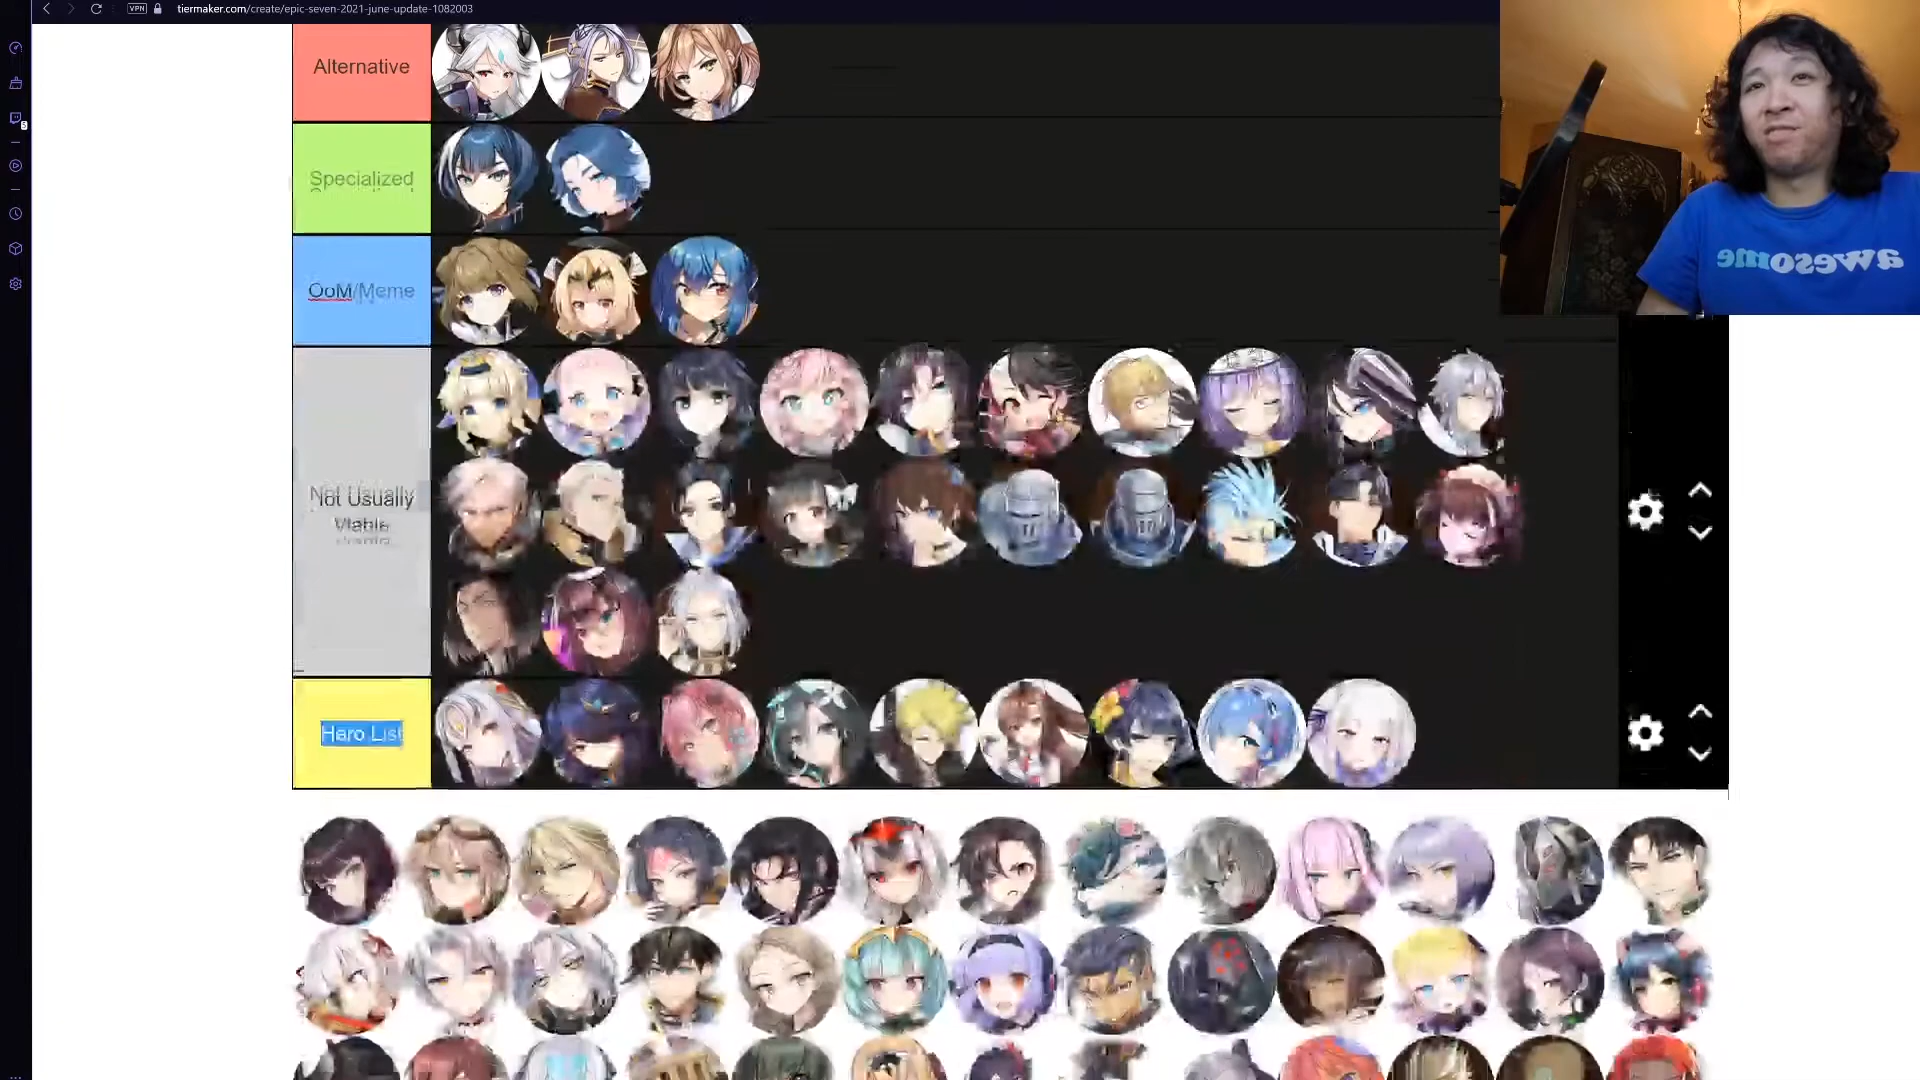 VPN
tiermaker.com/create/epic-seven-2021-june-update-1082003
Alternative
Specialized
OoM/Meme
Not Usually
Viable
Hero List
awesome